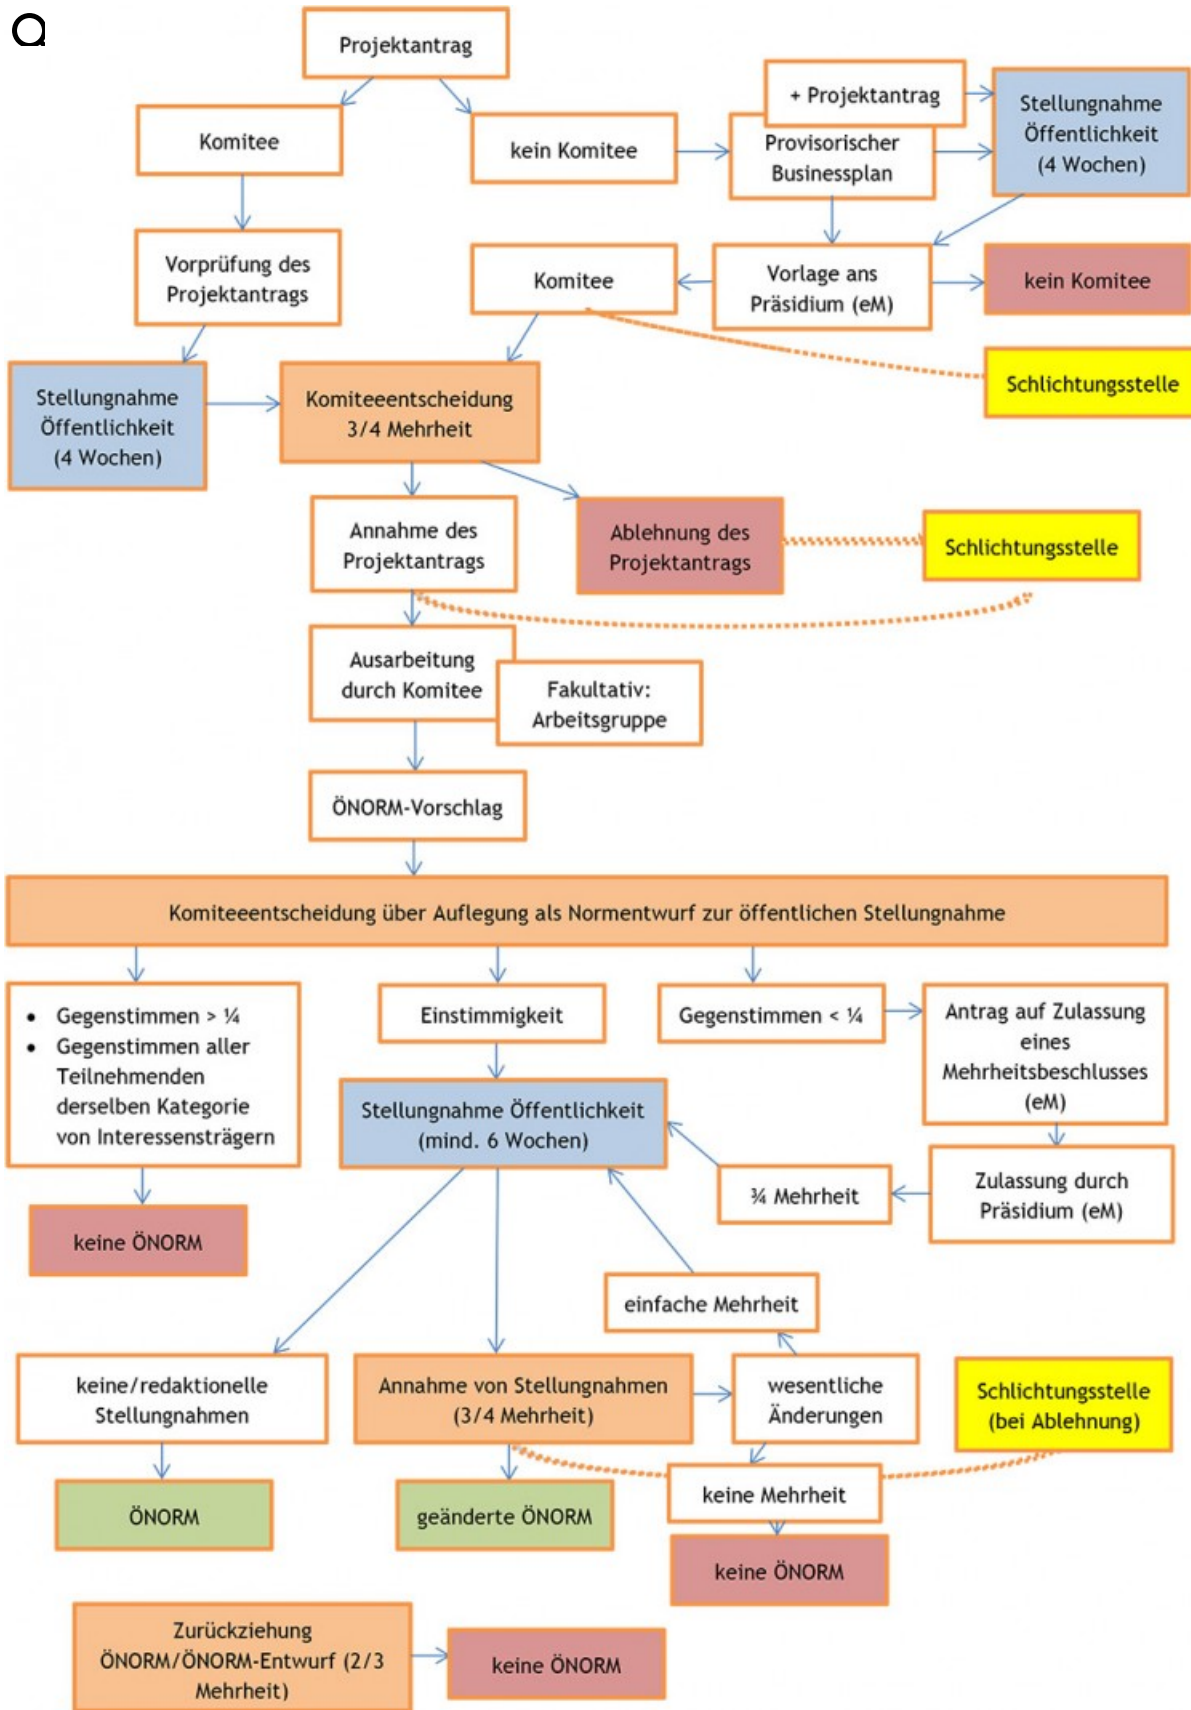 Projektantrag
+ Projektantrag
Stellungnahme
Öffentlichkeit
(4 Wochen)
Komitee
kein Komitee
Provisorischer
Businessplan
Vorprüfung des
Projektantrags
Komitee
Vorlage ans
Präsidium (eM)
kein Komitee
Stellungnahme
Öffentlichkeit
(4 Wochen)
Komiteeentscheidung
3/4 Mehrheit
Schlichtungsstelle
Annahme des
Projektantrags
Ablehnung des
Projektantrags
Schlichtungsstelle
Ausarbeitung
durch Komitee
Fakultativ:
Arbeitsgruppe
ÖNORM-Vorschlag
Komiteeentscheidung über Auflegung als Normentwurf zur öffentlichen Stellungnahme
• Gegenstimmen > ¼
• Gegenstimmen aller
Teilnehmenden
derselben Kategorie
von Interessensträgern
Einstimmigkeit
Gegenstimmen < ¼
Antrag auf Zulassung
eines
Mehrheitsbeschlusses
(eM)
Stellungnahme Öffentlichkeit
(mind. 6 Wochen)
¾ Mehrheit
Zulassung durch
Präsidium (eM)
keine ÖNORM
einfache Mehrheit
keine/redaktionelle
Stellungnahmen
Annahme von Stellungnahmen
(3/4 Mehrheit)
wesentliche
Änderungen
Schlichtungsstelle
(bei Ablehnung)
ÖNORM
geänderte ÖNORM
keine Mehrheit
keine ÖNORM
Zurückziehung
ÖNORM/ÖNORM-Entwurf (2/3
Mehrheit)
keine ÖNORM